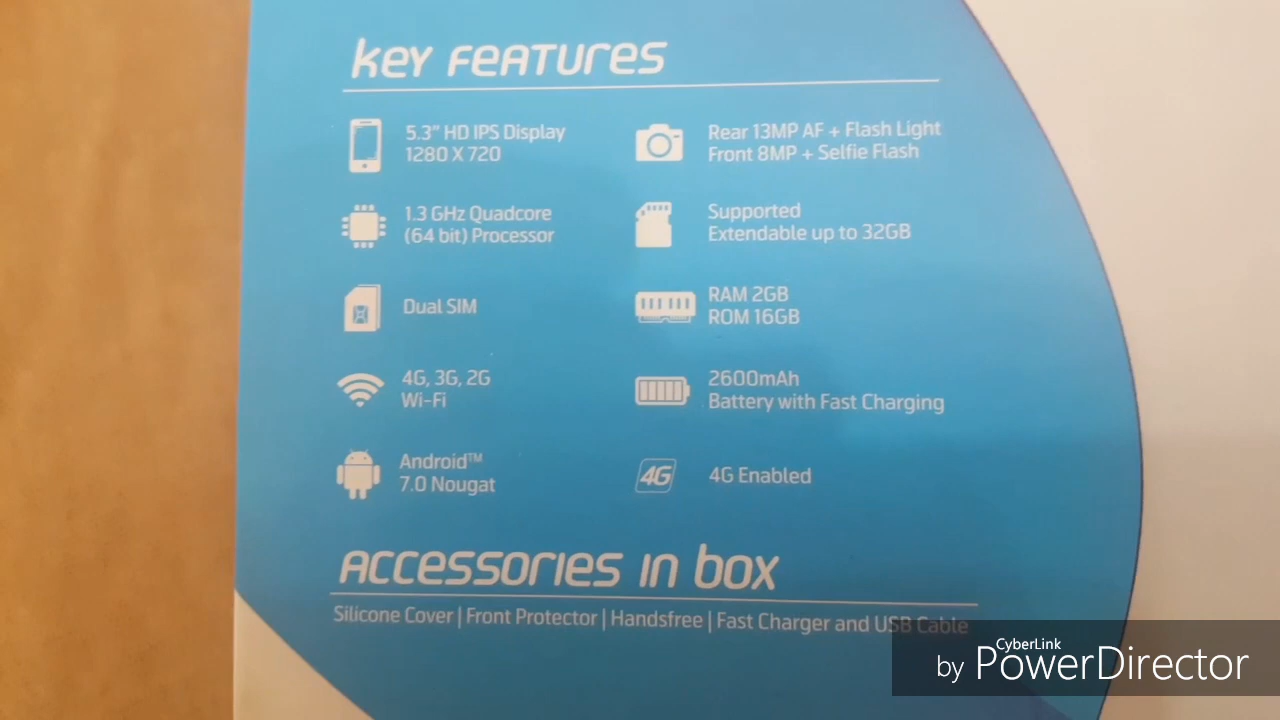 key features
5.3" HD IPS Display
1280 X 720
Rear 13MP AF + Flash Light
Front 8MP + Selfie Flash
1.3 GHz Quadcore
(64 bit) Processor
Supported
Extendable up to 32GB
Dual SIM
RAM 2GB
ROM 16GB
4G, 3G, 2G
Wi-Fi
2600mAh
Battery with Fast Charging
Android™
7.0 Nougat
4G
4G Enabled
accessories in box
Silicone Cover | Front Protector | Handsfree | Fast Charger and USB Cable
by CyberLink
PowerDirector